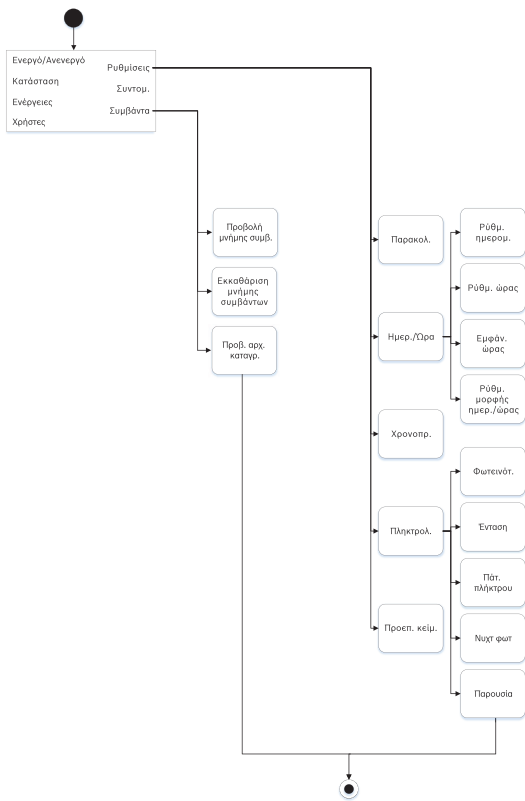 Ενεργό/Ανενεργό
Κατάσταση
Ενέργειες
Χρήστες
Ρυθμίσεις
Συντομ.
Συμβάντα
Προβολή
μνήμης συμβ.
Εκκαθάριση
μνήμης
συμβάντων
Προβ. αρχ.
καταγρ.
Παρακολ.
Ημερ./Ώρα
Χρονοπρ.
Πληκτρολ.
Προεπ. κείμ.
Ρύθμ.
ημερομ.
Ρύθμ. ώρας
Εμφάν.
ώρας
Ρύθμ.
μορφής
ημερ./ώρας
Φωτεινότ.
Ένταση
Πάτ.
πλήκτρου
Νυχτ φωτ
Παρουσία